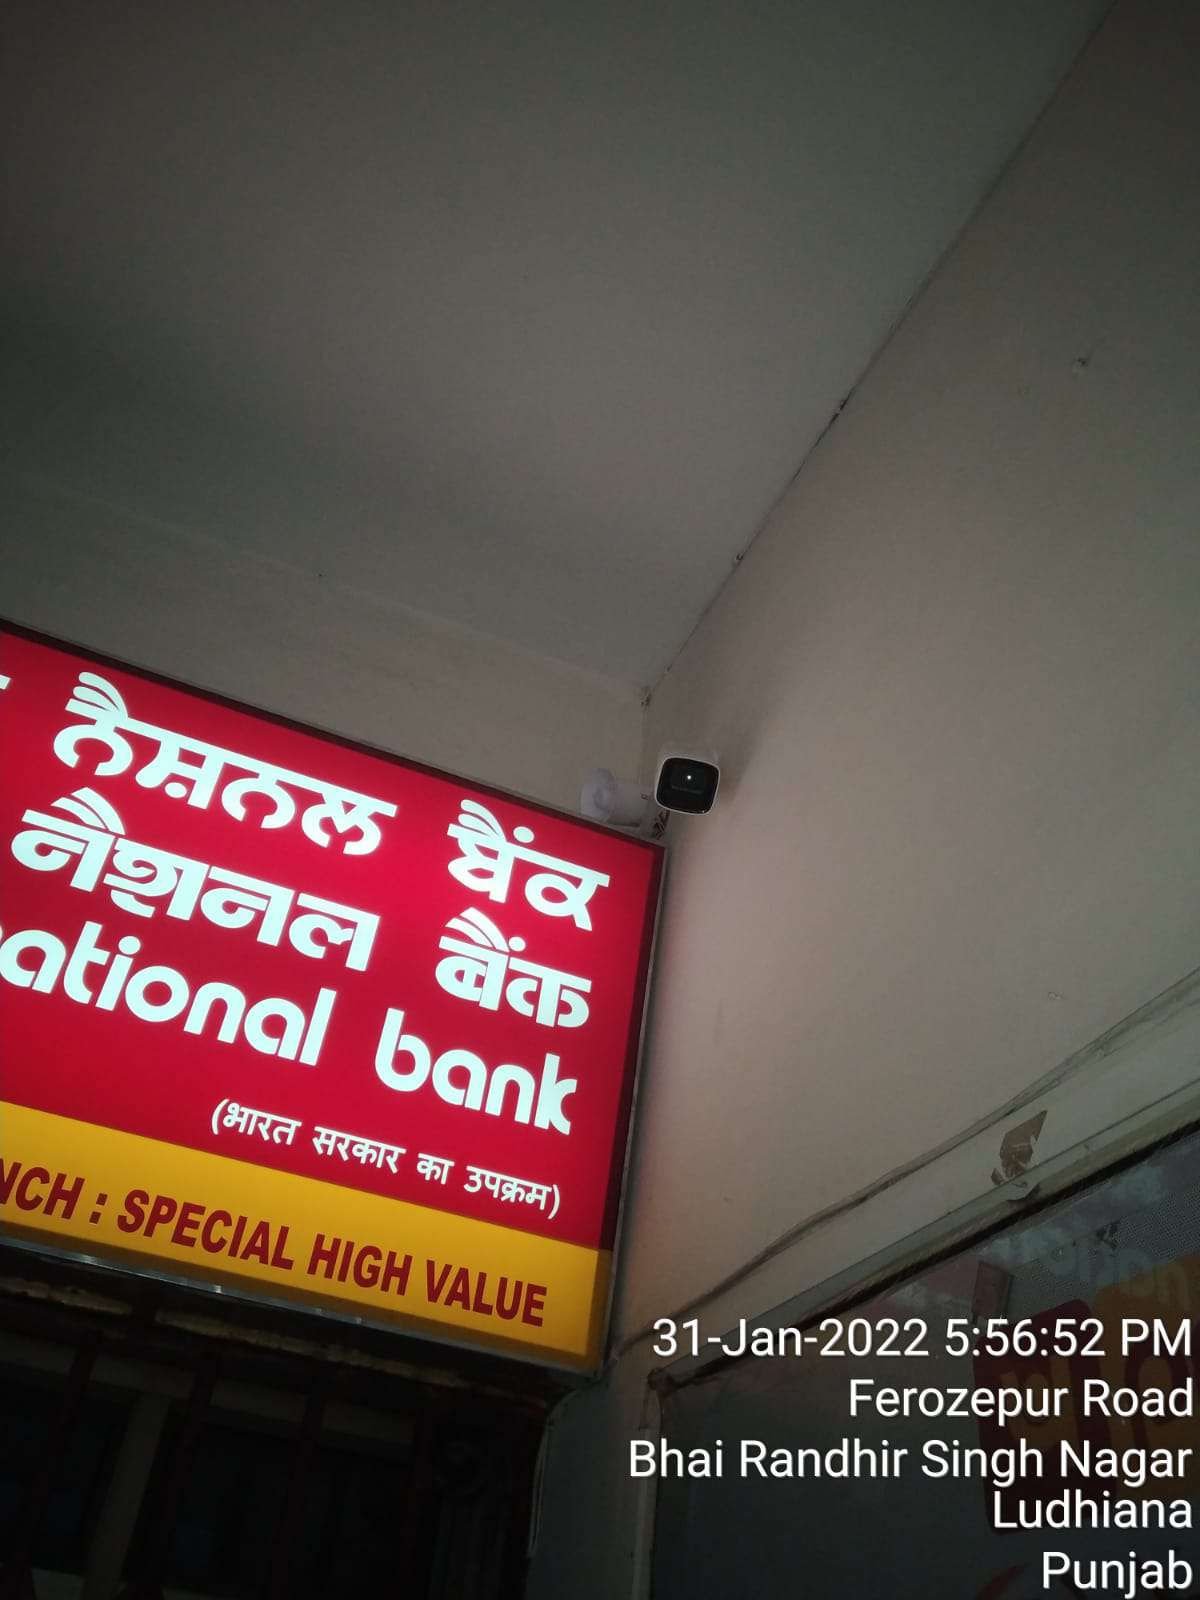 ਨੈਸ਼ਨਲ ਬੈਂਕ
नैशनल बैंक
national bank
(भारत सरकार का उपक्रम)
NCH : SPECIAL HIGH VALUE
31-Jan-2022 5:56:52 PM
Ferozepur Road
Bhai Randhir Singh Nagar
Ludhiana
Punjab